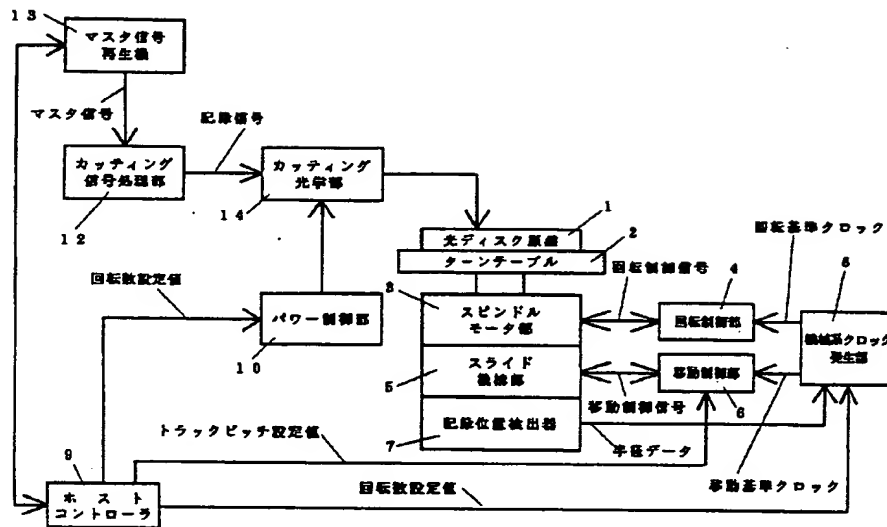 １３
マスタ信号
再生機
マスタ信号
記録信号
カッティング
信号処理部
１２
カッティング
光学部
１４
１
２
光ディスク原盤
ターンテーブル
回転基準クロック
回転制御信号
４
８
回転数設定値
３
スピンドル
モータ部
回転制御部
機械系クロック
発生部
パワー制御部
１０
５
スライド
機構部
移動制御部
６
移動制御信号
トラックピッチ設定値
７
記録位置検出器
半径データ
９
ホスト
コントローラ
回転数設定値
移動基準クロック